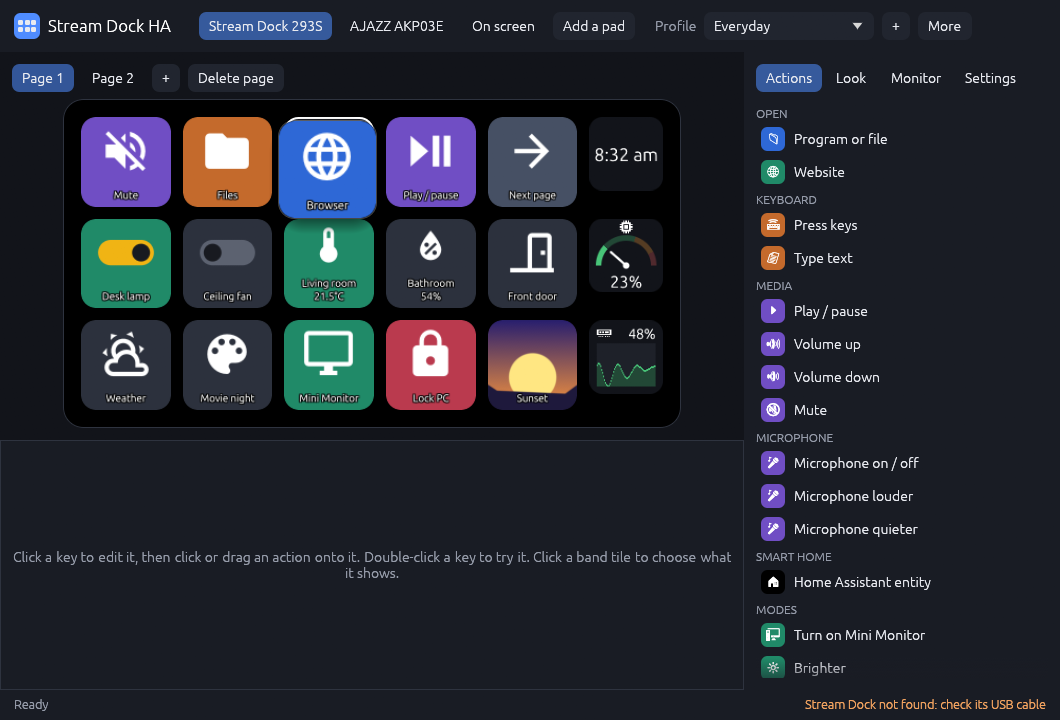 Stream Dock HA
Stream Dock 293S
AJAZZ AKP03E
On screen
Add a pad
Profile
Everyday
+
More
Page 1
Page 2
+
Delete page
Actions
Look
Monitor
Settings
Mute
Files
Browser
Play / pause
Next page
8:32 am
Desk lamp
Ceiling fan
Living room
21.5°C
Bathroom
54%
Front door
23%
Weather
Movie night
Mini Monitor
Lock PC
Sunset
48%
OPEN
Program or file
Website
KEYBOARD
Press keys
Type text
MEDIA
Play / pause
Volume up
Volume down
Mute
MICROPHONE
Microphone on / off
Microphone louder
Microphone quieter
SMART HOME
Home Assistant entity
MODES
Turn on Mini Monitor
Brighter
Click a key to edit it, then click or drag an action onto it. Double-click a key to try it. Click a band tile to choose what
it shows.
Ready
Stream Dock not found: check its USB cable